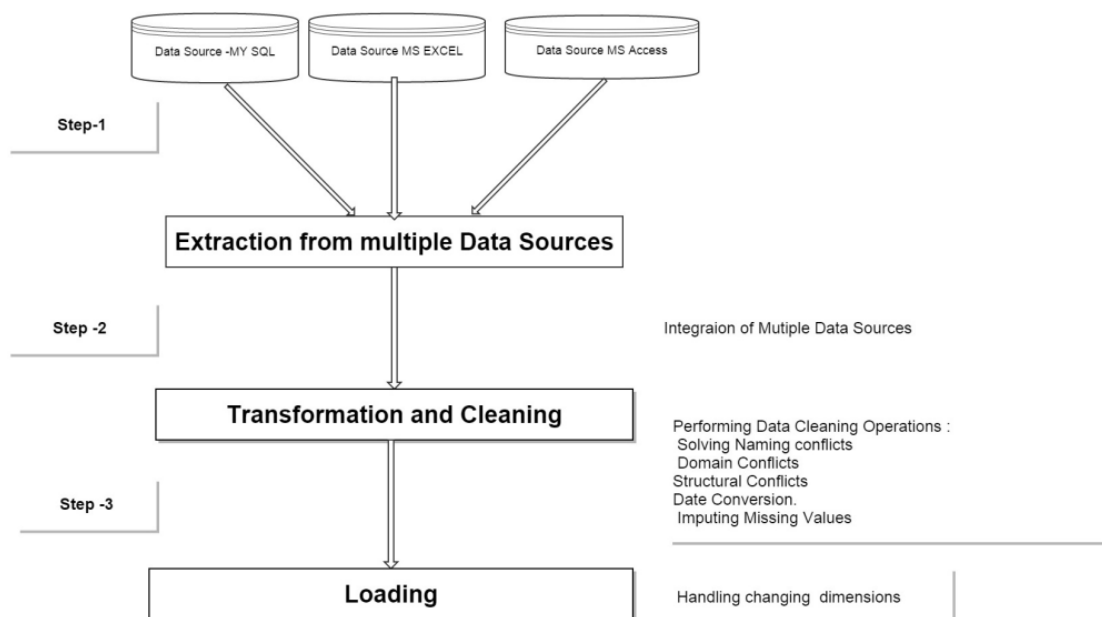 Data Source -MY SQL
Data Source MS EXCEL
Data Source MS Access
Step-1
Extraction from multiple Data Sources
Step -2
Integraion of Mutiple Data Sources
Transformation and Cleaning
Performing Data Cleaning Operations :
Solving Naming conflicts
Domain Conflicts
Structural Conflicts
Date Conversion.
Imputing Missing Values
Step -3
Loading
Handling changing dimensions